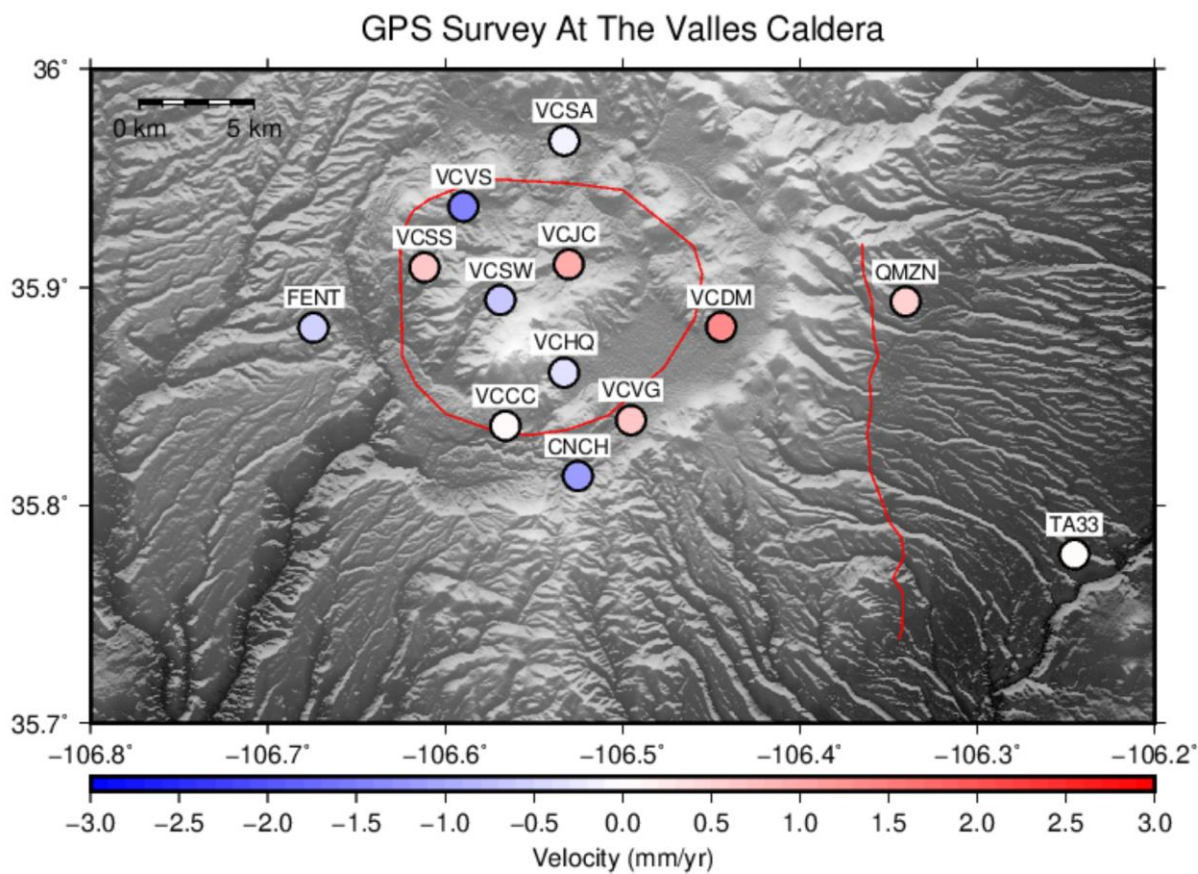 GPS Survey At The Valles Caldera
36°
0 km 5 km
VCSA
VCVS
VCSS
VCJC
35.9°
VCSW
QMZN
FENT
VCDM
VCHQ
VCCC
VCVG
CNCH
35.8°
TA33
35.7°
−106.8° −106.7° −106.6° −106.5° −106.4° −106.3° −106.2°
−3.0 −2.5 −2.0 −1.5 −1.0 −0.5 0.0 0.5 1.0 1.5 2.0 2.5 3.0
Velocity (mm/yr)